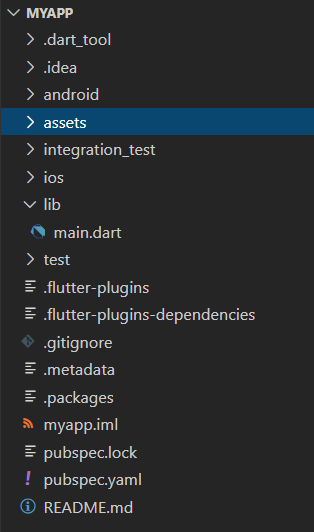 MYAPP
.dart_tool
.idea
android
assets
integration_test
ios
lib
main.dart
test
.flutter-plugins
.flutter-plugins-dependencies
.gitignore
.metadata
.packages
myapp.iml
pubspec.lock
pubspec.yaml
README.md